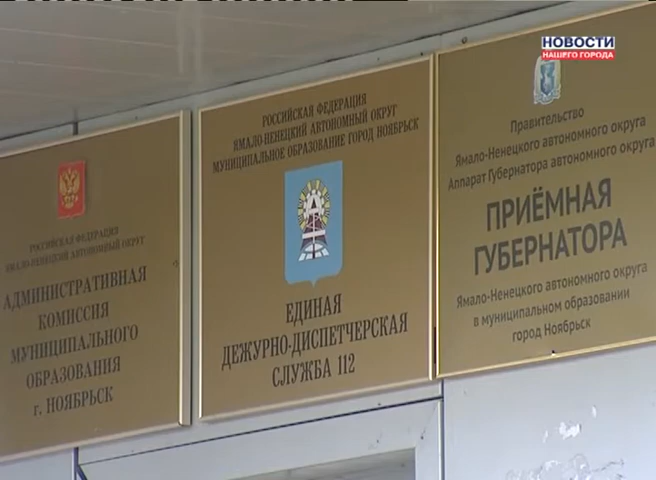 НОВОСТИ
НАШЕГО ГОРОДА
РОССИЙСКАЯ ФЕДЕРАЦИЯ
ЯМАЛО-НЕНЕЦКИЙ АВТОНОМНЫЙ ОКРУГ
АДМИНИСТРАТИВНАЯ
КОМИССИЯ
МУНИЦИПАЛЬНОГО
ОБРАЗОВАНИЯ
г. НОЯБРЬСК
РОССИЙСКАЯ ФЕДЕРАЦИЯ
ЯМАЛО-НЕНЕЦКИЙ АВТОНОМНЫЙ ОКРУГ
МУНИЦИПАЛЬНОЕ ОБРАЗОВАНИЕ ГОРОД НОЯБРЬСК
ЕДИНАЯ
ДЕЖУРНО-ДИСПЕТЧЕРСКАЯ
СЛУЖБА 112
Правительство
Ямало-Ненецкого автономного округа
Аппарат Губернатора автономного округа
ПРИЁМНАЯ
ГУБЕРНАТОРА
Ямало-Ненецкого автономного округа
в муниципальном образовании
город Ноябрьск